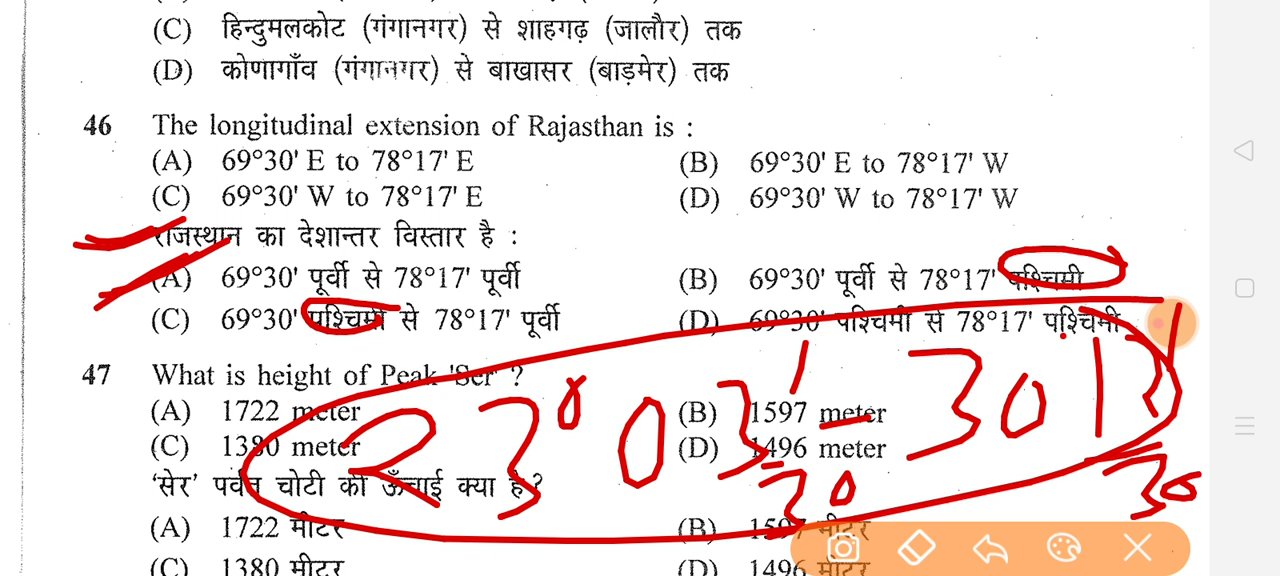 (C) हिन्दुमलकोट (गंगानगर) से शाहगढ़ (जालौर) तक
(D) कोणागाँव (गंगानगर) से बाखासर (बाड़मेर) तक
46 The longitudinal extension of Rajasthan is :
(A) 69°30' E to 78°17' E (B) 69°30' E to 78°17' W
(C) 69°30' W to 78°17' E (D) 69°30' W to 78°17' W
राजस्थान का देशान्तर विस्तार है :
(A) 69°30' पूर्वी से 78°17' पूर्वी (B) 69°30' पूर्वी से 78°17' पश्चिमी
(C) 69°30' पश्चिमी से 78°17' पूर्वी (D) 69°30' पश्चिमी से 78°17' पश्चिमी
47 What is height of Peak 'Ser' ?
(A) 1722 meter (B) 1597 meter
(C) 1380 meter (D) 1496 meter
23° 03' 30
'सेर' पर्वत चोटी की ऊँचाई क्या है ?
30 30
(A) 1722 मीटर (B) 1597 मीटर
(C) 1380 मीटर (D) 1496 मीटर